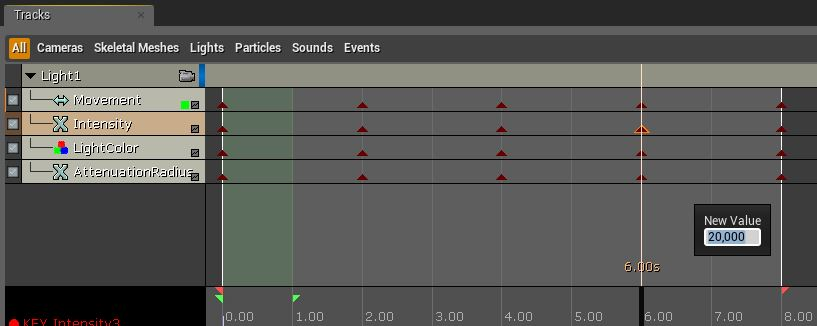 Tracks
All Cameras Skeletal Meshes Lights Particles Sounds Events
Light1
Movement
Intensity
LightColor
AttenuationRadius
New Value
20,000
6.00s
0.00 1.00 2.00 3.00 4.00 5.00 6.00 7.00 8.00
KEY_Intensity3